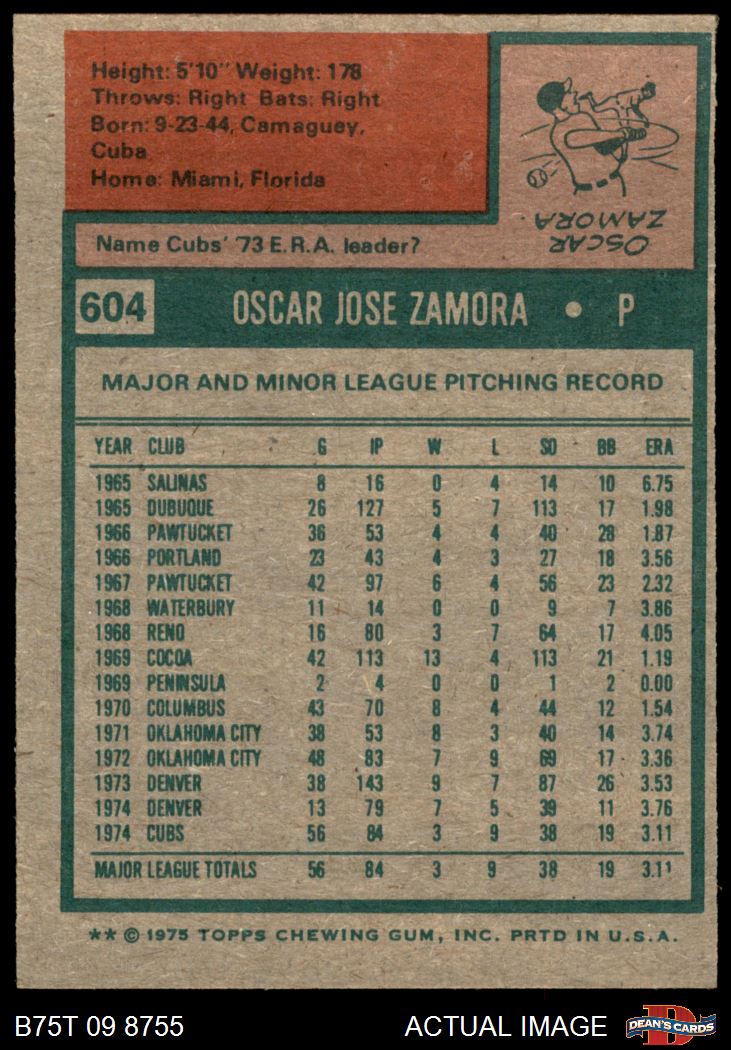 Height: 5'10" Weight: 178
Throws: Right Bats: Right
Born: 9-23-44, Camaguey,
Cuba
Home: Miami, Florida
OSCAR
ZAMORA
Name Cubs' '73 E.R.A. leader?
604 OSCAR JOSE ZAMORA • P
MAJOR AND MINOR LEAGUE PITCHING RECORD
YEAR CLUB G IP W L SO BB ERA
1965 SALINAS 8 16 0 4 14 10 6.75
1965 DUBUQUE 26 127 5 7 113 17 1.98
1966 PAWTUCKET 36 53 4 4 40 28 1.87
1966 PORTLAND 23 43 4 3 27 18 3.56
1967 PAWTUCKET 42 97 6 4 56 23 2.32
1968 WATERBURY 11 14 0 0 9 7 3.86
1968 RENO 16 80 3 7 64 17 4.05
1969 COCOA 42 113 13 4 113 21 1.19
1969 PENINSULA 2 4 0 0 1 2 0.00
1970 COLUMBUS 43 70 8 4 44 12 1.54
1971 OKLAHOMA CITY 38 53 8 3 40 14 3.74
1972 OKLAHOMA CITY 48 83 7 9 69 17 3.36
1973 DENVER 38 143 9 7 87 26 3.53
1974 DENVER 13 79 7 5 39 11 3.76
1974 CUBS 56 84 3 9 38 19 3.11
MAJOR LEAGUE TOTALS 56 84 3 9 38 19 3.11
** © 1975 TOPPS CHEWING GUM, INC. PRTD IN U.S.A.
B75T 09 8755 ACTUAL IMAGE D DEAN'S CARDS